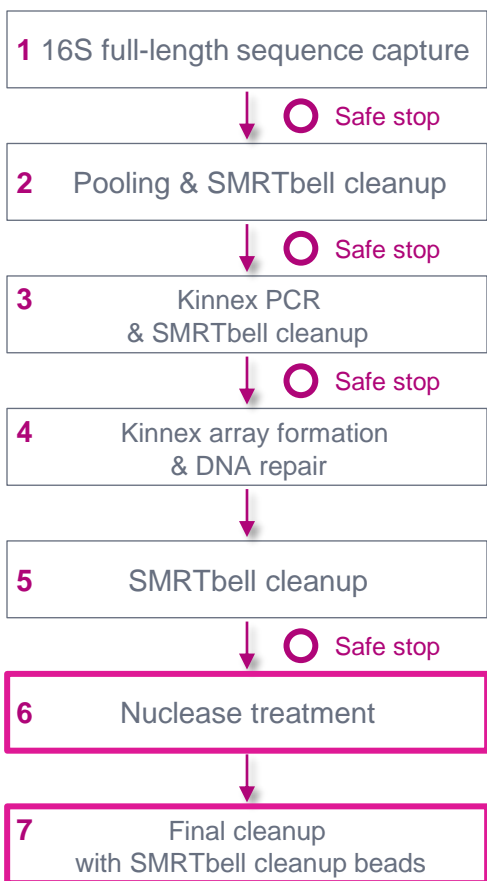 1 16S full-length sequence capture
Safe stop
2 Pooling & SMRTbell cleanup
Safe stop
3 Kinnex PCR
& SMRTbell cleanup
Safe stop
4 Kinnex array formation
& DNA repair
5 SMRTbell cleanup
Safe stop
6 Nuclease treatment
7 Final cleanup
with SMRTbell cleanup beads